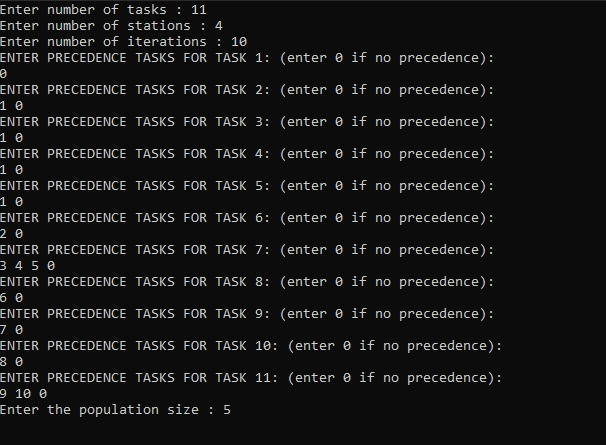 Enter number of tasks : 11
Enter number of stations : 4
Enter number of iterations : 10
ENTER PRECEDENCE TASKS FOR TASK 1: (enter 0 if no precedence):
0
ENTER PRECEDENCE TASKS FOR TASK 2: (enter 0 if no precedence):
1 0
ENTER PRECEDENCE TASKS FOR TASK 3: (enter 0 if no precedence):
1 0
ENTER PRECEDENCE TASKS FOR TASK 4: (enter 0 if no precedence):
1 0
ENTER PRECEDENCE TASKS FOR TASK 5: (enter 0 if no precedence):
1 0
ENTER PRECEDENCE TASKS FOR TASK 6: (enter 0 if no precedence):
2 0
ENTER PRECEDENCE TASKS FOR TASK 7: (enter 0 if no precedence):
3 4 5 0
ENTER PRECEDENCE TASKS FOR TASK 8: (enter 0 if no precedence):
6 0
ENTER PRECEDENCE TASKS FOR TASK 9: (enter 0 if no precedence):
7 0
ENTER PRECEDENCE TASKS FOR TASK 10: (enter 0 if no precedence):
8 0
ENTER PRECEDENCE TASKS FOR TASK 11: (enter 0 if no precedence):
9 10 0
Enter the population size : 5